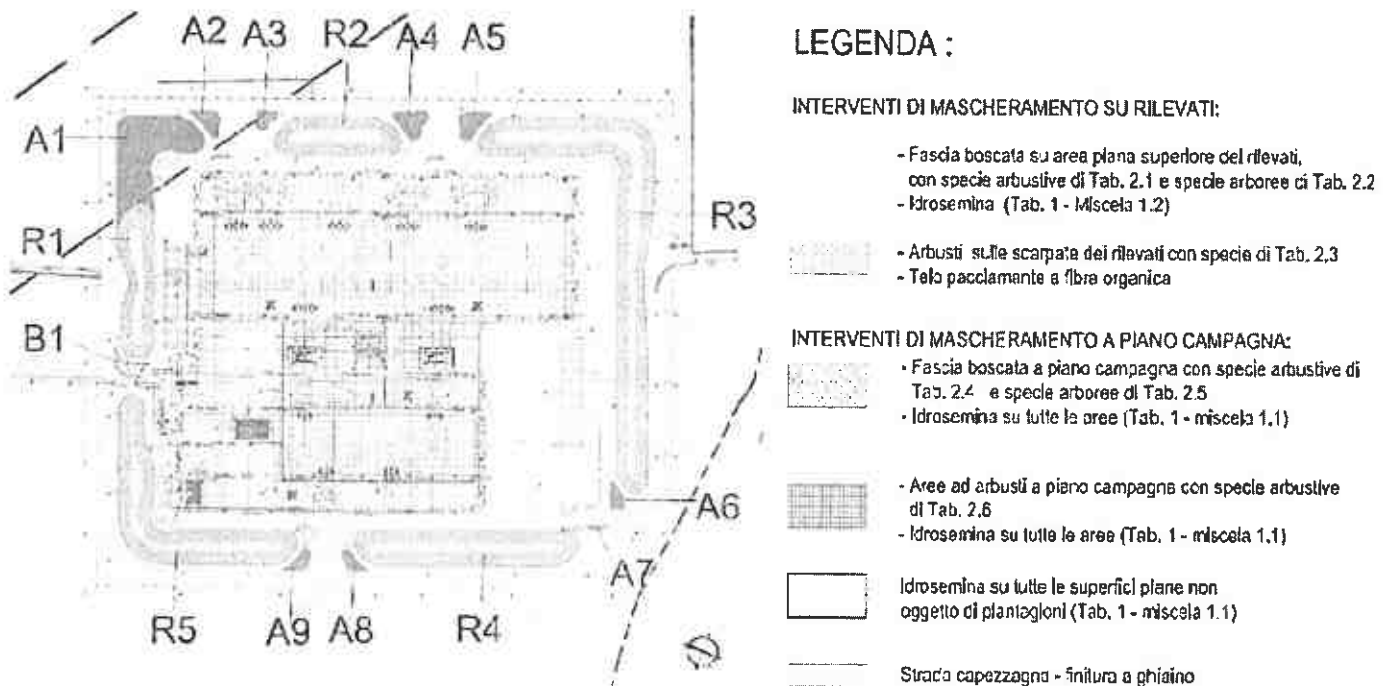 A2 A3 R2 A4 A5
A1
R1
R3
B1
A6
A7
R5 A9 A8 R4
LEGENDA :
INTERVENTI DI MASCHERAMENTO SU RILEVATI:
- Fascia boscata su area piana superiore dei rilevati,
con specie arbustive di Tab. 2.1 e specie arboree di Tab. 2.2
- Idrosemina (Tab. 1 - Miscela 1.2)
- Arbusti sulle scarpate dei rilevati con specie di Tab. 2.3
- Telo pacciamante a fibra organica
INTERVENTI DI MASCHERAMENTO A PIANO CAMPAGNA:
- Fascia boscata a piano campagna con specie arbustive di
Tab. 2.4 e specie arboree di Tab. 2.5
- Idrosemina su tutte le aree (Tab. 1 - miscela 1.1)
- Aree ad arbusti a piano campagna con specie arbustive
di Tab. 2.6
- Idrosemina su tutte le aree (Tab. 1 - miscela 1.1)
Idrosemina su tutte le superfici piane non
oggetto di piantagioni (Tab. 1 - miscela 1.1)
Strada capezzagna - finitura a ghiaino